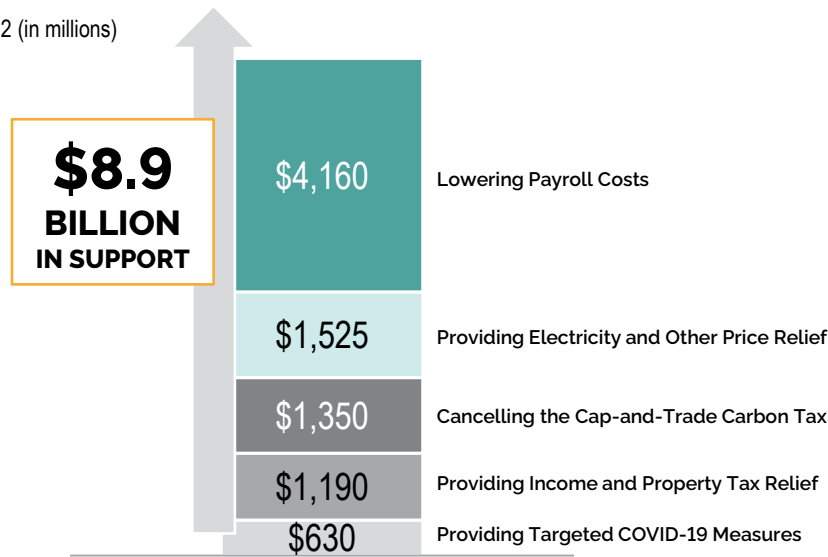 2 (in millions)
$8.9
BILLION
IN SUPPORT
$4,160
Lowering Payroll Costs
$1,525
Providing Electricity and Other Price Relief
$1,350
Cancelling the Cap-and-Trade Carbon Tax
$1,190
Providing Income and Property Tax Relief
$630
Providing Targeted COVID-19 Measures